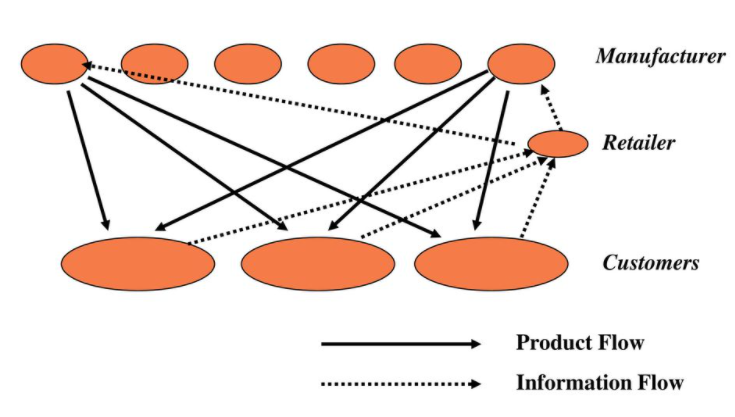 Manufacturer
Retailer
Customers
Product Flow
Information Flow